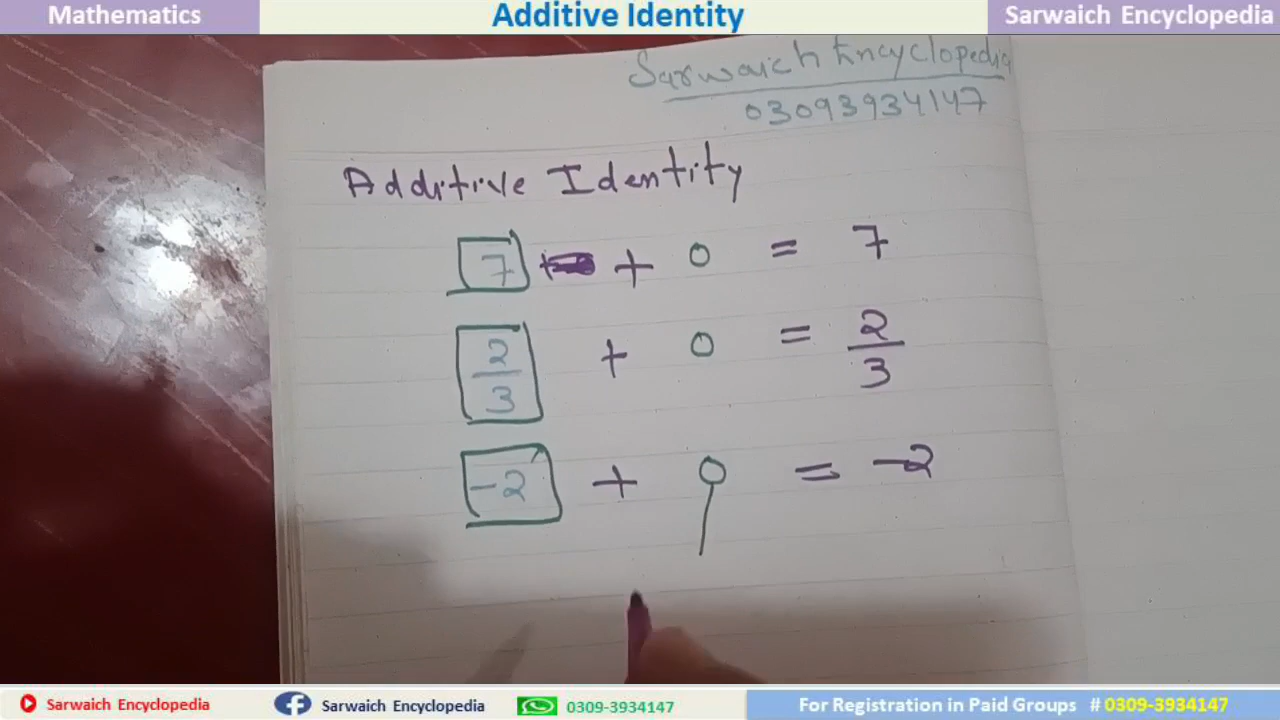 Mathematics
Additive Identity
Sarwaich Encyclopedia
Sarwaich Encyclopedia
03093934147
Additive Identity
7 + 0 = 7
2/3 + 0 = 2/3
-2 + 0 = -2
Sarwaich Encyclopedia
Sarwaich Encyclopedia
0309-3934147
For Registration in Paid Groups # 0309-3934147